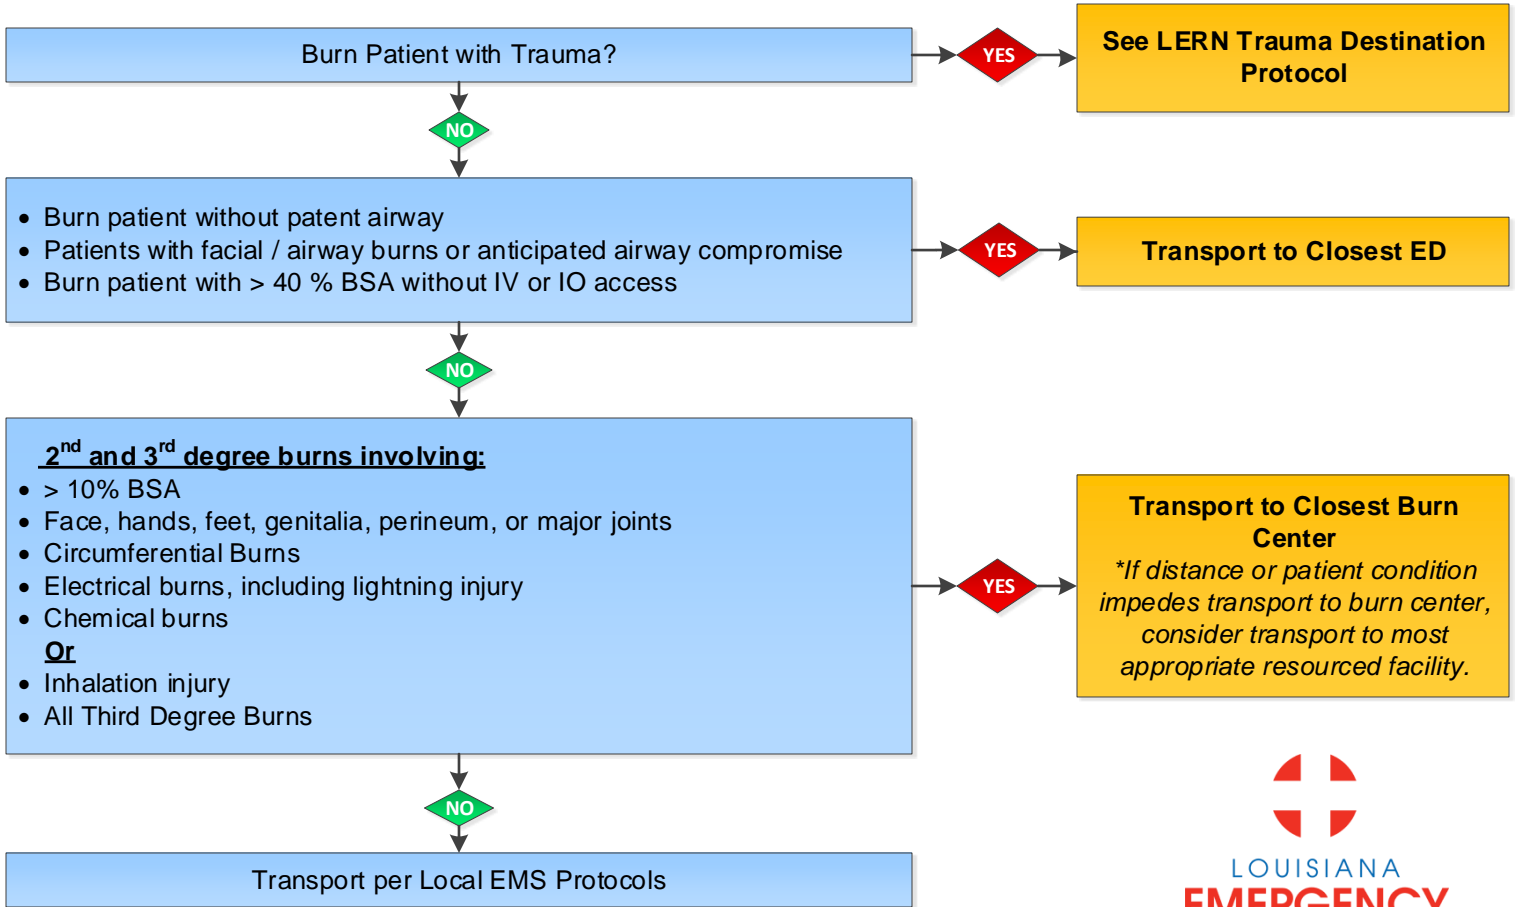 Burn Patient with Trauma?
YES
See LERN Trauma Destination
Protocol
NO
• Burn patient without patent airway
• Patients with facial / airway burns or anticipated airway compromise
• Burn patient with > 40 % BSA without IV or IO access
YES
Transport to Closest ED
NO
2nd and 3rd degree burns involving:
• > 10% BSA
• Face, hands, feet, genitalia, perineum, or major joints
• Circumferential Burns
• Electrical burns, including lightning injury
• Chemical burns
Or
• Inhalation injury
• All Third Degree Burns
YES
Transport to Closest Burn
Center
*If distance or patient condition
impedes transport to burn center,
consider transport to most
appropriate resourced facility.
NO
Transport per Local EMS Protocols
LOUISIANA
EMERGENCY